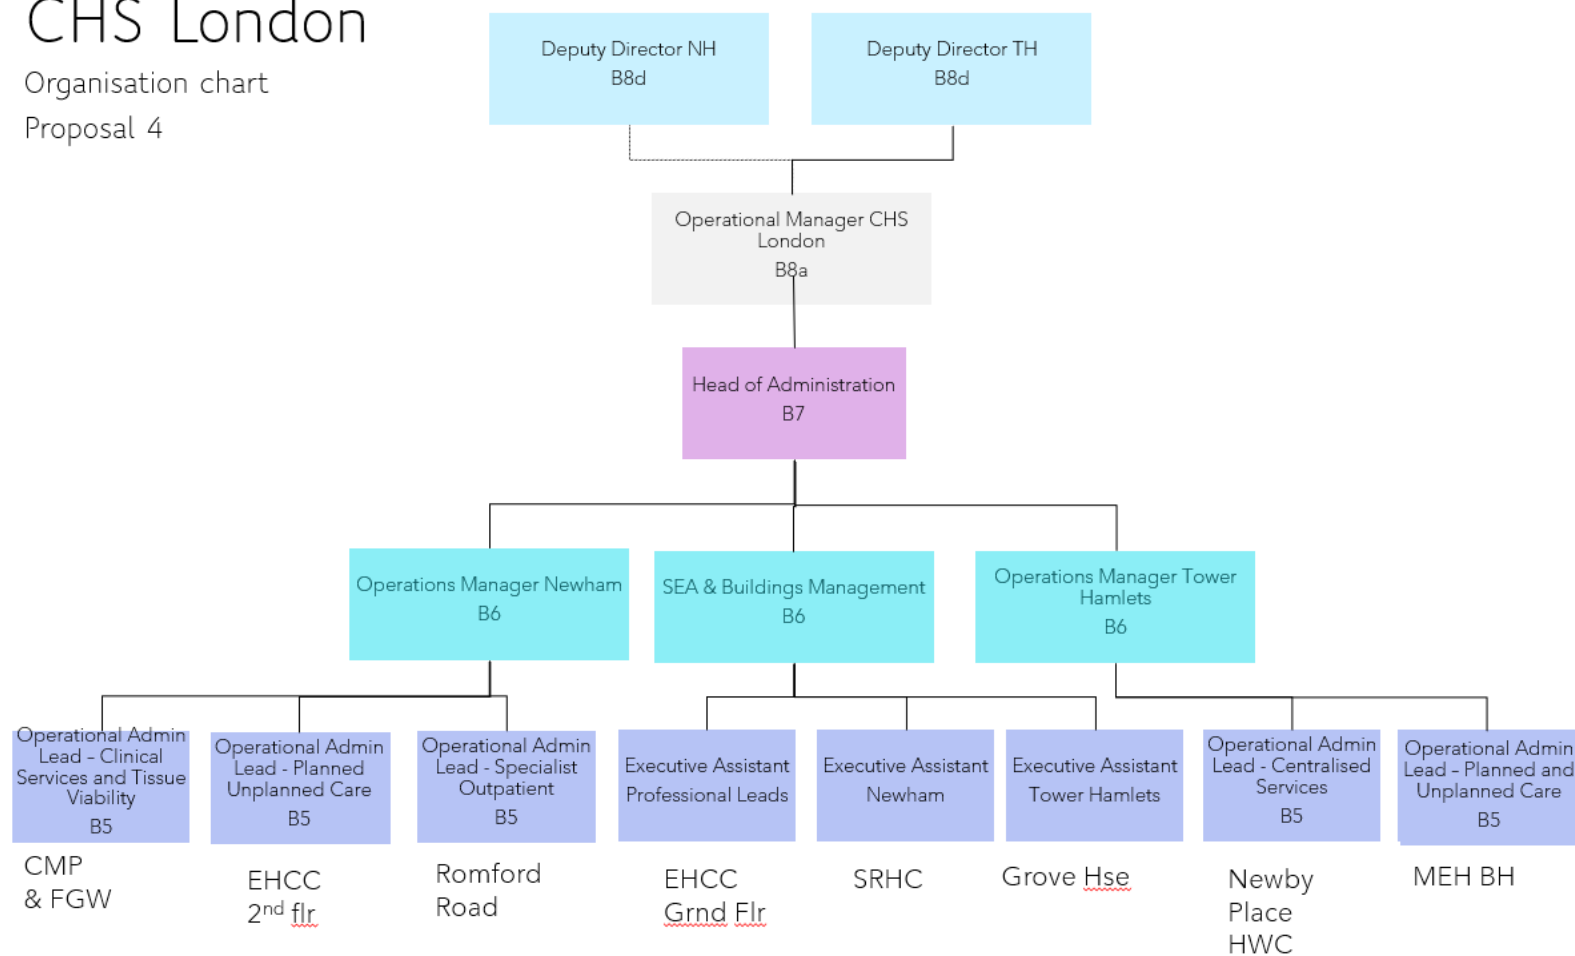 CHS London
Organisation chart
Proposal 4
Deputy Director NH
B8d
Deputy Director TH
B8d
Operational Manager CHS
London
B8a
Head of Administration
B7
Operations Manager Newham
B6
SEA & Buildings Management
B6
Operations Manager Tower
Hamlets
B6
Operational Admin
Lead – Clinical
Services and Tissue
Viability
B5
Operational Admin
Lead - Planned
Unplanned Care
B5
Operational Admin
Lead - Specialist
Outpatient
B5
Executive Assistant
Professional Leads
Executive Assistant
Newham
Executive Assistant
Tower Hamlets
Operational Admin
Lead - Centralised
Services
B5
Operational Admin
Lead – Planned and
Unplanned Care
B5
CMP
& FGW
EHCC
2nd flr
Romford
Road
EHCC
Grnd Flr
SRHC
Grove Hse
Newby
Place
HWC
MEH BH